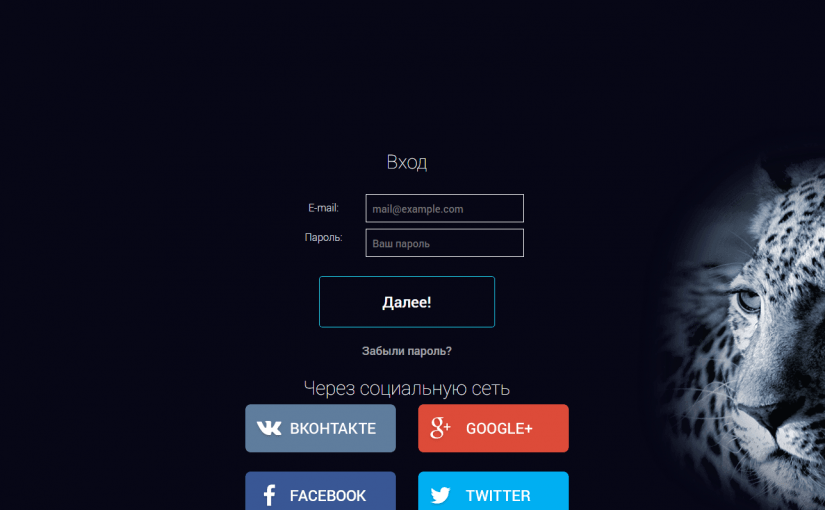 Вход
E-mail: mail@example.com
Пароль: Ваш пароль
Далее!
Забыли пароль?
Через социальную сеть
ВКОНТАКТЕ GOOGLE+
FACEBOOK TWITTER